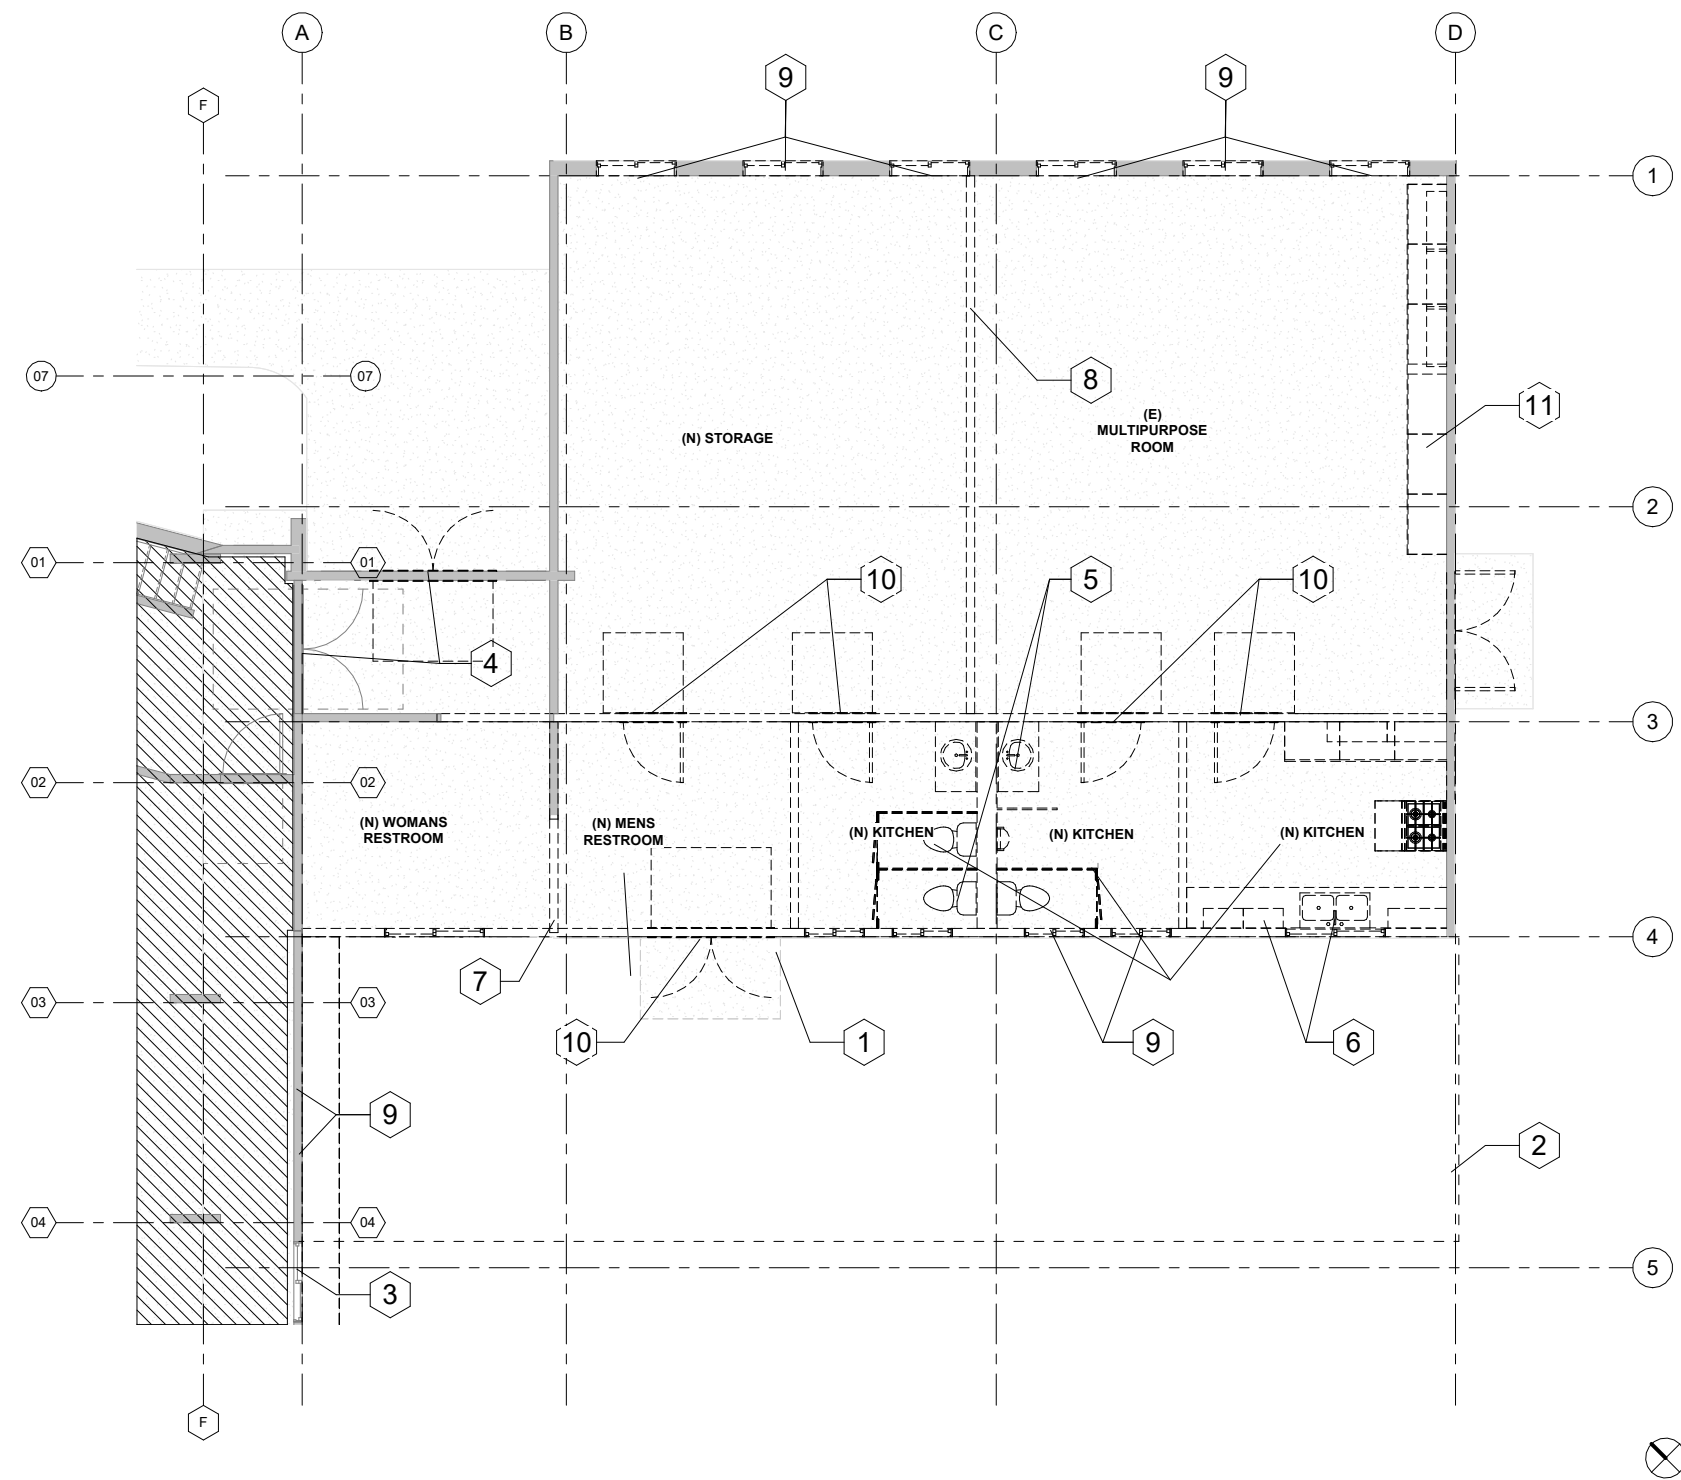 A
B
C
D
9
9
F
1
07
07
8
11
(E)
MULTIPURPOSE
ROOM
(N) STORAGE
2
01
01
10
5
10
4
3
02
02
(N) WOMANS
RESTROOM
(N) MENS
RESTROOM
(N) KITCHEN
(N) KITCHEN
(N) KITCHEN
4
7
03
03
10
1
9
6
9
2
04
04
5
3
F